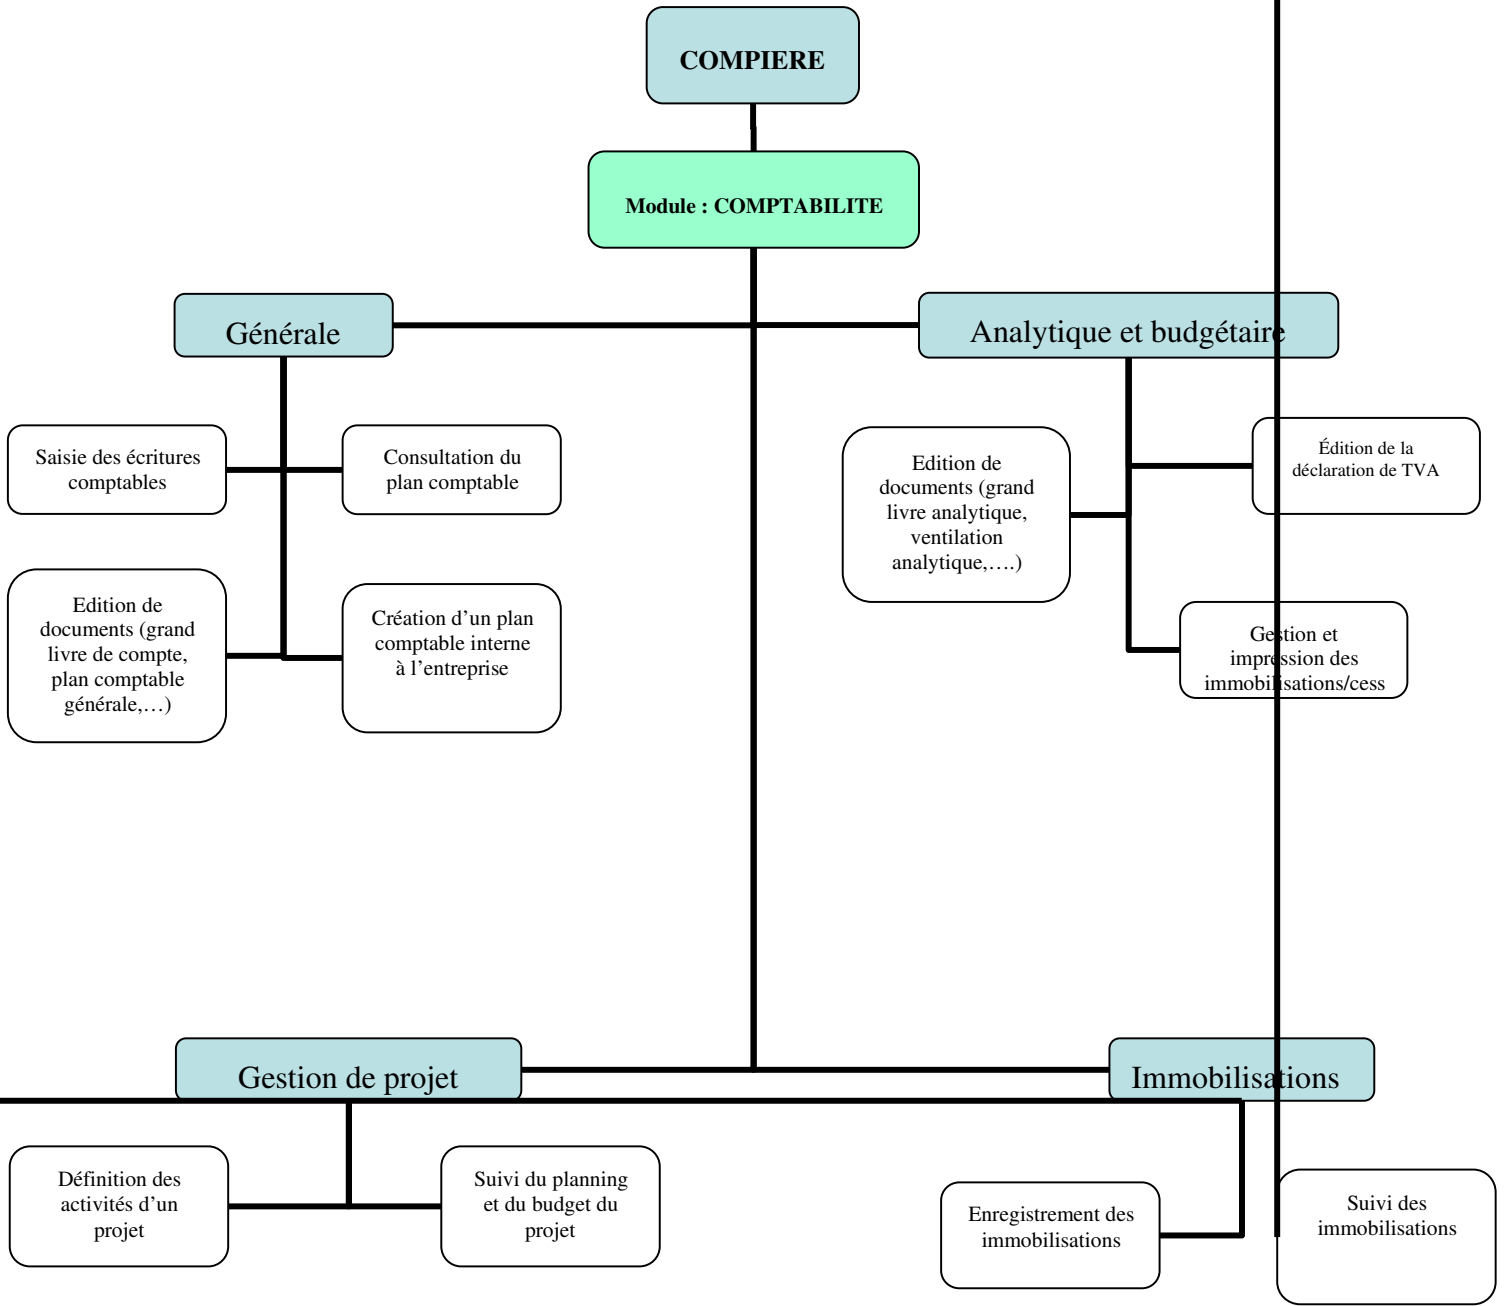 COMPIERE
Module : COMPTABILITE
Générale
Analytique et budgétaire
Saisie des écritures
comptables
Consultation du
plan comptable
Edition de
documents (grand
livre analytique,
ventilation
analytique,….)
Édition de la
déclaration de TVA
Edition de
documents (grand
livre de compte,
plan comptable
générale,…)
Création d’un plan
comptable interne
à l’entreprise
Gestion et
impression des
immobilisations/cess
Gestion de projet
Immobilisations
Définition des
activités d’un
projet
Suivi du planning
et du budget du
projet
Enregistrement des
immobilisations
Suivi des
immobilisations